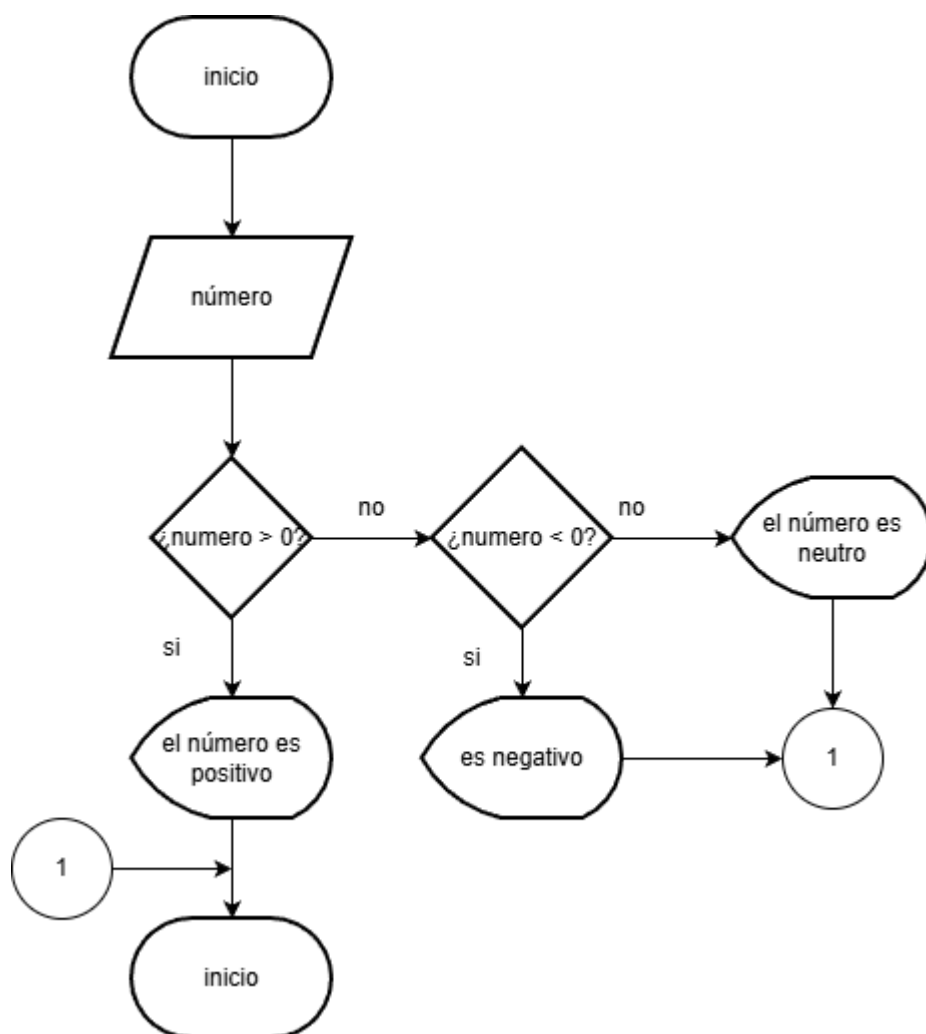 inicio
número
¿numero > 0?
no
¿numero < 0?
no
el número es
neutro
si
si
el número es
positivo
es negativo
1
1
inicio